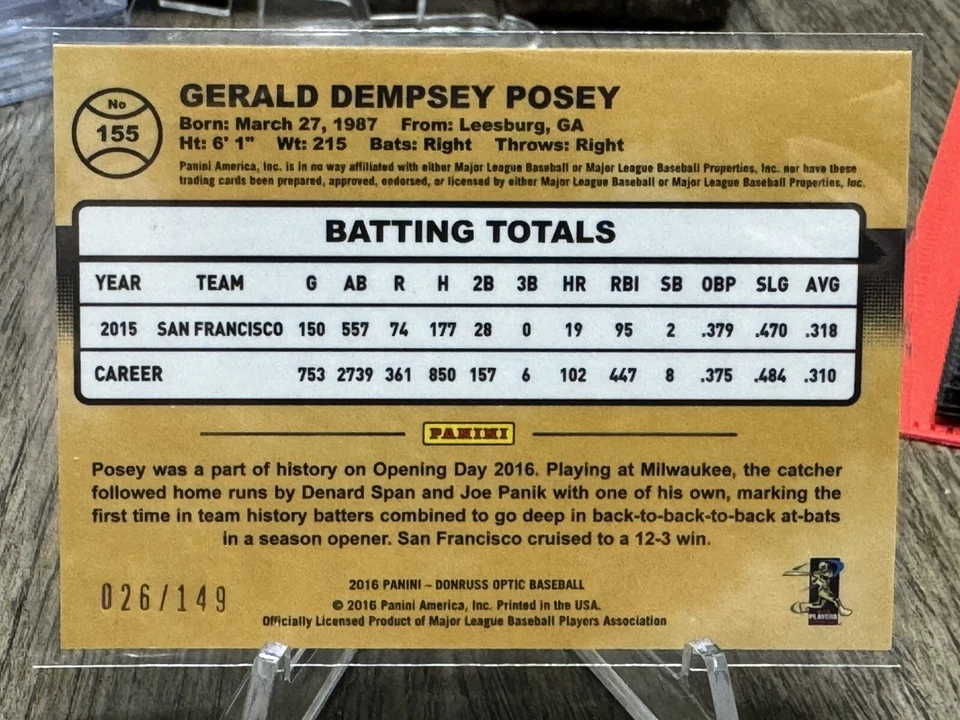 No
155
GERALD DEMPSEY POSEY
Born: March 27, 1987 From: Leesburg, GA
Ht: 6' 1" Wt: 215 Bats: Right Throws: Right
Panini America, Inc. is in no way affiliated with either Major League Baseball or Major League Baseball Properties, Inc. nor have these
trading cards been prepared, approved, endorsed, or licensed by either Major League Baseball or Major League Baseball Properties, Inc.
BATTING TOTALS
YEAR TEAM G AB R H 2B 3B HR RBI SB OBP SLG AVG
2015 SAN FRANCISCO 150 557 74 177 28 0 19 95 2 .379 .470 .318
CAREER 753 2739 361 850 157 6 102 447 8 .375 .484 .310
PANINI
Posey was a part of history on Opening Day 2016. Playing at Milwaukee, the catcher
followed home runs by Denard Span and Joe Panik with one of his own, marking the
first time in team history batters combined to go deep in back-to-back-to-back at-bats
in a season opener. San Francisco cruised to a 12-3 win.
026/149
2016 PANINI – DONRUSS OPTIC BASEBALL
© 2016 Panini America, Inc. Printed in the USA.
Officially Licensed Product of Major League Baseball Players Association
PLAYERS